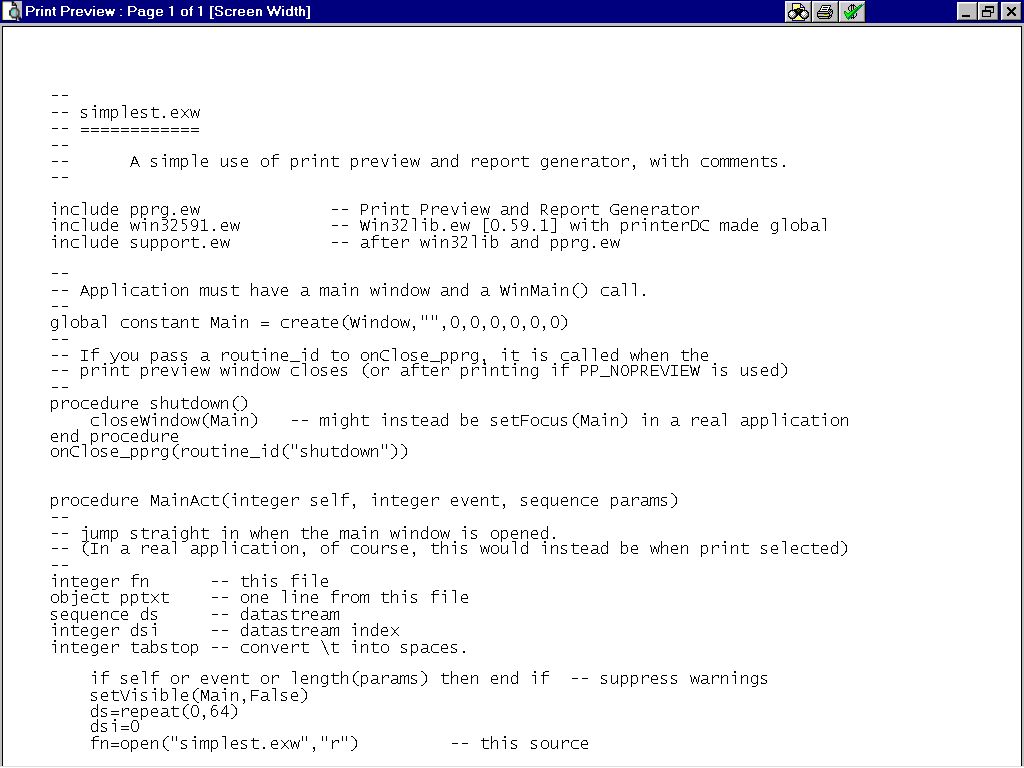 Print Preview : Page 1 of 1 [Screen Width]
--
-- simplest.exw
-- ============
--
--      A simple use of print preview and report generator, with comments.
--
include pprg.ew             -- Print Preview and Report Generator
include win32591.ew         -- Win32lib.ew [0.59.1] with printerDC made global
include support.ew          -- after win32lib and pprg.ew
--
-- Application must have a main window and a WinMain() call.
--
global constant Main = create(Window,"",0,0,0,0,0,0)
--
-- If you pass a routine_id to onClose_pprg, it is called when the
-- print preview window closes (or after printing if PP_NOPREVIEW is used)
--
procedure shutdown()
    closeWindow(Main)   -- might instead be setFocus(Main) in a real application
end procedure
onClose_pprg(routine_id("shutdown"))
procedure MainAct(integer self, integer event, sequence params)
--
-- jump straight in when the main window is opened.
-- (In a real application, of course, this would instead be when print selected)
--
integer fn      -- this file
object pptxt    -- one line from this file
sequence ds     -- datastream
integer dsi     -- datastream index
integer tabstop -- convert \t into spaces.
    if self or event or length(params) then end if  -- suppress warnings
    setVisible(Main,False)
    ds=repeat(0,64)
    dsi=0
    fn=open("simplest.exw","r")         -- this source